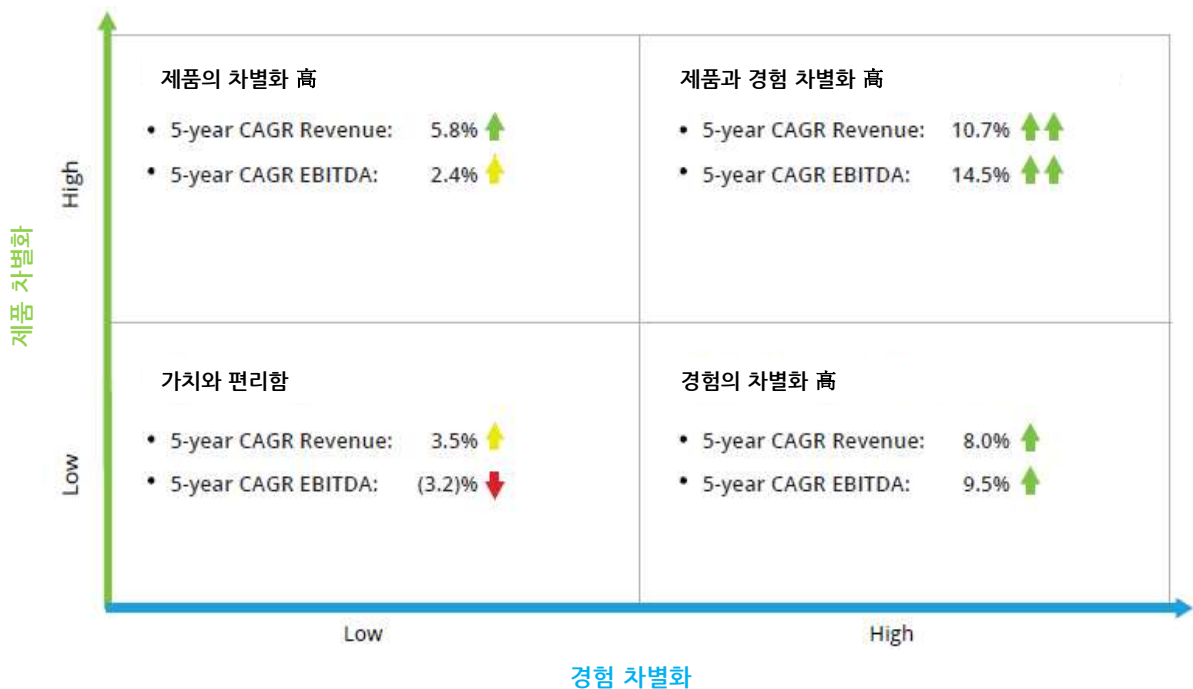 제품의 차별화 高
• 5-year CAGR Revenue: 5.8%
• 5-year CAGR EBITDA: 2.4%
제품과 경험 차별화 高
• 5-year CAGR Revenue: 10.7%
• 5-year CAGR EBITDA: 14.5%
High
제품 차별화
가치와 편리함
• 5-year CAGR Revenue: 3.5%
• 5-year CAGR EBITDA: (3.2)%
경험의 차별화 高
• 5-year CAGR Revenue: 8.0%
• 5-year CAGR EBITDA: 9.5%
Low
Low
High
경험 차별화